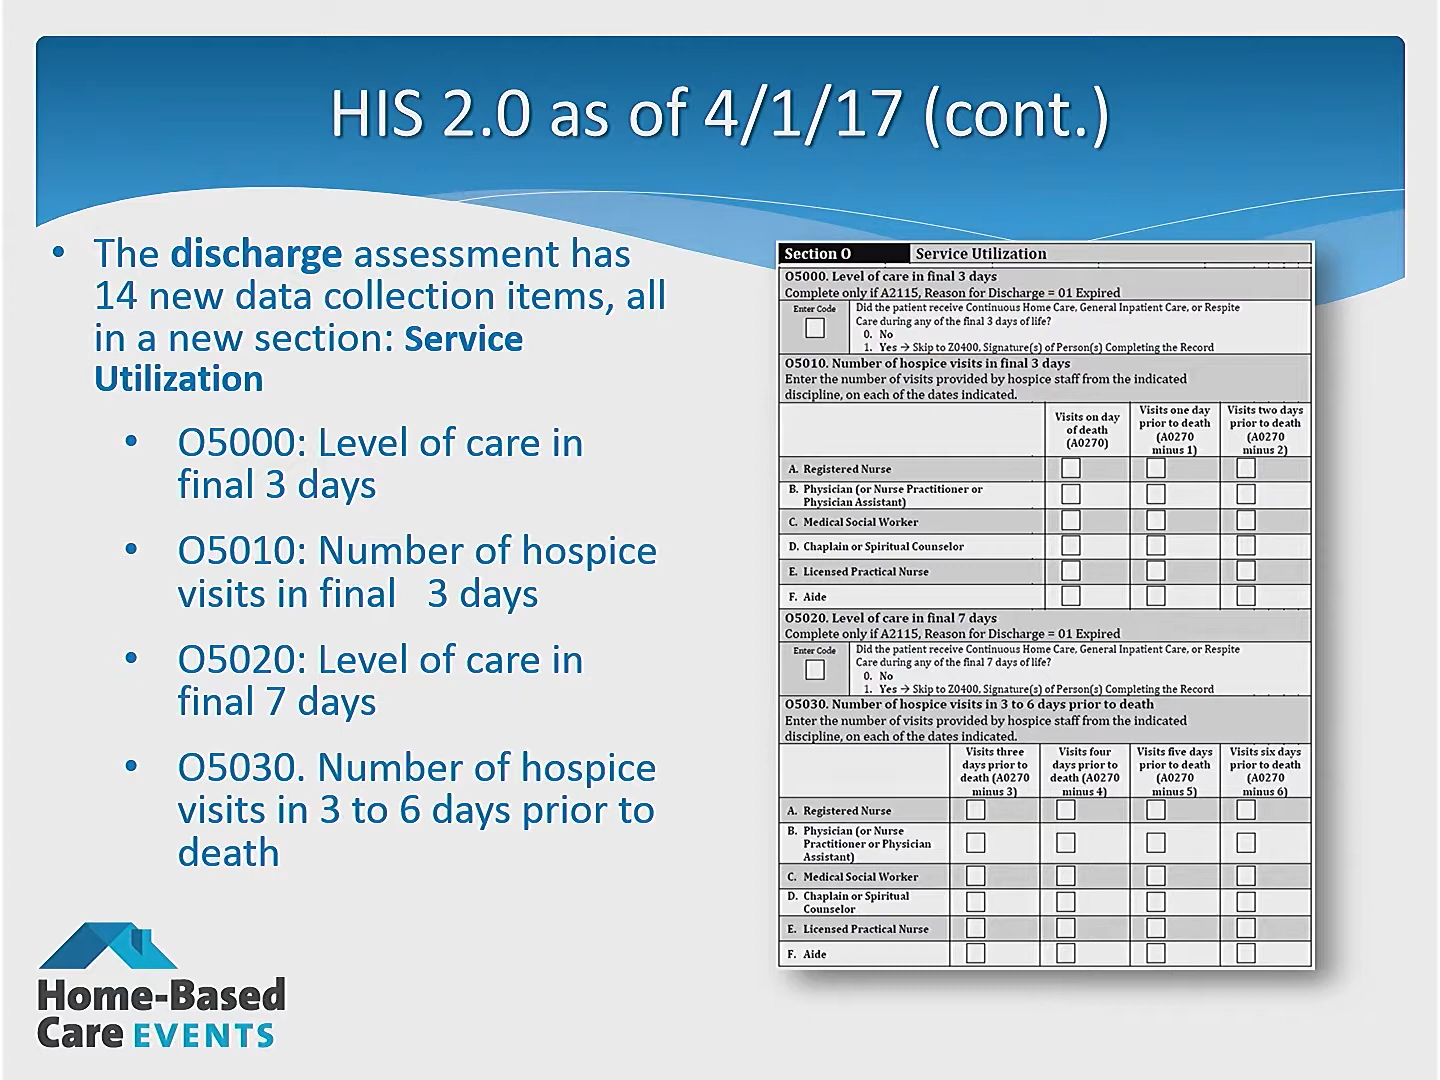 HIS 2.0 as of 4/1/17 (cont.)
• The discharge assessment has
14 new data collection items, all
in a new section: Service
Utilization
• O5000: Level of care in
final 3 days
• O5010: Number of hospice
visits in final 3 days
• O5020: Level of care in
final 7 days
• O5030. Number of hospice
visits in 3 to 6 days prior to
death
Home-Based
Care EVENTS
Section O Service Utilization
O5000. Level of care in final 3 days
Complete only if A2115, Reason for Discharge = 01 Expired
Enter Code
Did the patient receive Continuous Home Care, General Inpatient Care, or Respite
Care during any of the final 3 days of life?
0. No
1. Yes → Skip to Z0400, Signature(s) of Person(s) Completing the Record
O5010. Number of hospice visits in final 3 days
Enter the number of visits provided by hospice staff from the indicated
discipline, on each of the dates indicated.
Visits on day
of death
(A0270)
Visits one day
prior to death
(A0270
minus 1)
Visits two days
prior to death
(A0270
minus 2)
A. Registered Nurse
B. Physician (or Nurse Practitioner or
Physician Assistant)
C. Medical Social Worker
D. Chaplain or Spiritual Counselor
E. Licensed Practical Nurse
F. Aide
O5020. Level of care in final 7 days
Complete only if A2115, Reason for Discharge = 01 Expired
Enter Code
Did the patient receive Continuous Home Care, General Inpatient Care, or Respite
Care during any of the final 7 days of life?
0. No
1. Yes → Skip to Z0400, Signature(s) of Person(s) Completing the Record
O5030. Number of hospice visits in 3 to 6 days prior to death
Enter the number of visits provided by hospice staff from the indicated
discipline, on each of the dates indicated.
Visits three
days prior to
death (A0270
minus 3)
Visits four
days prior to
death (A0270
minus 4)
Visits five days
prior to death
(A0270
minus 5)
Visits six days
prior to death
(A0270
minus 6)
A. Registered Nurse
B. Physician (or Nurse
Practitioner or Physician
Assistant)
C. Medical Social Worker
D. Chaplain or Spiritual
Counselor
E. Licensed Practical Nurse
F. Aide